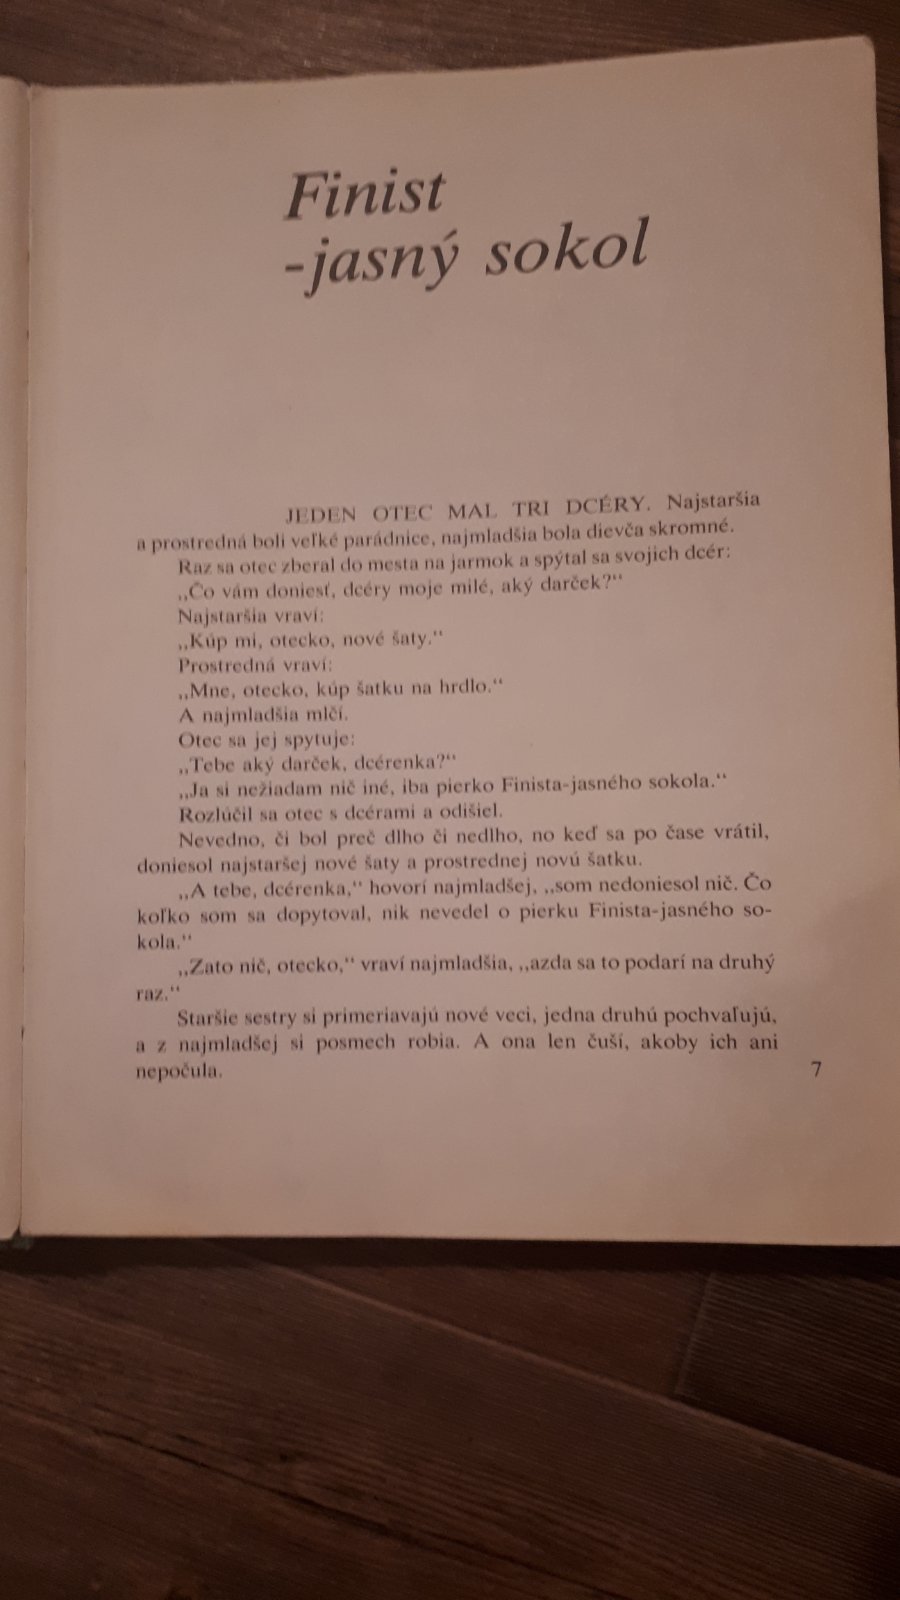 Finist
-jasný sokol
JEDEN OTEC MAL TRI DCÉRY. Najstaršia
a prostredná boli veľké parádnice, najmladšia bola dievča skromné.
Raz sa otec zberal do mesta na jarmok a spýtal sa svojich dcér:
„Čo vám doniesť, dcéry moje milé, aký darček?“
Najstaršia vraví:
„Kúp mi, otecko, nové šaty.“
Prostredná vraví:
„Mne, otecko, kúp šatku na hrdlo.“
A najmladšia mlčí.
Otec sa jej spytuje:
„Tebe aký darček, dcérenka?“
„Ja si nežiadam nič iné, iba pierko Finista-jasného sokola.“
Rozlúčil sa otec s dcérami a odišiel.
Nevedno, či bol preč dlho či nedlho, no keď sa po čase vrátil,
doniesol najstaršej nové šaty a prostrednej novú šatku.
„A tebe, dcérenka,“ hovorí najmladšej, „som nedoniesol nič. Čo
koľko som sa dopytoval, nik nevedel o pierku Finista-jasného so-
kola.“
„Zato nič, otecko,“ vraví najmladšia, „azda sa to podarí na druhý
raz.“
Staršie sestry si primeriavajú nové veci, jedna druhú pochvaľujú,
a z najmladšej si posmech robia. A ona len čuší, akoby ich ani
nepočula.
7